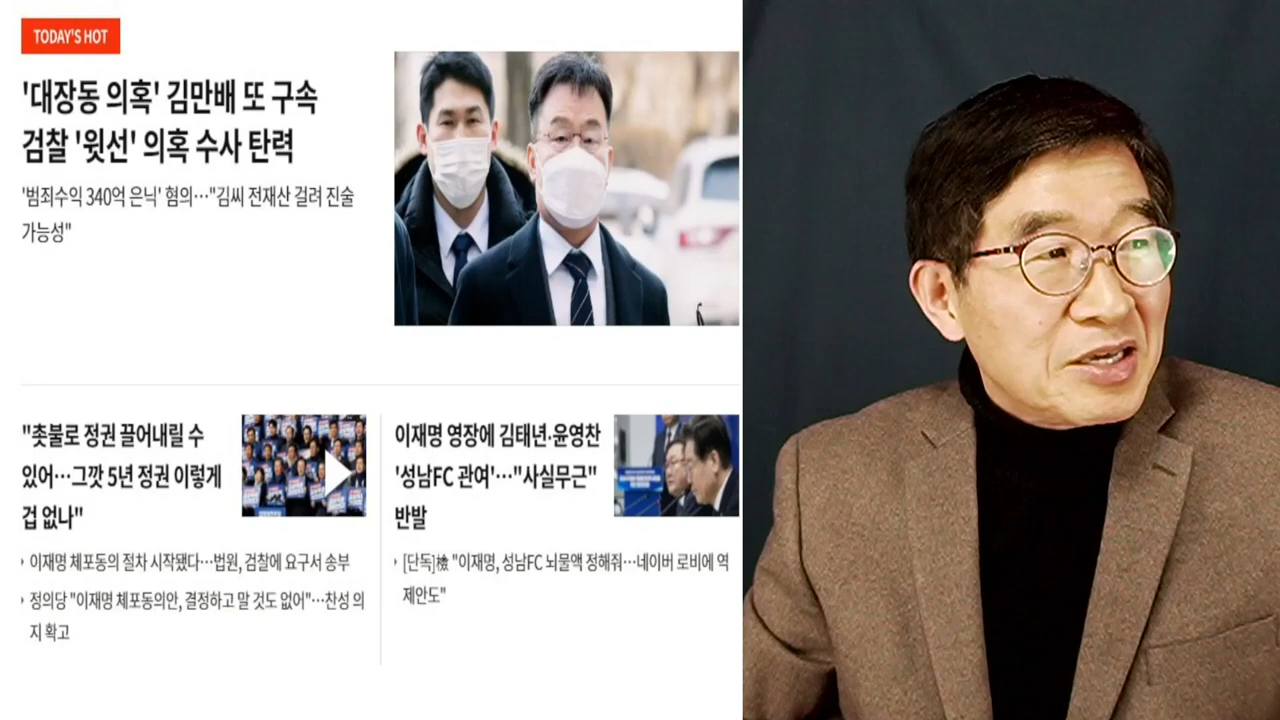 TODAY'S HOT
'대장동 의혹' 김만배 또 구속
검찰 '윗선' 의혹 수사 탄력
'범죄수익 340억 은닉' 혐의…"김씨 전재산 걸려 진술
가능성"
"촛불로 정권 끌어내릴 수
있어…그깟 5년 정권 이렇게
겁 없나"
이재명 체포동의 절차 시작됐다…법원, 검찰에 요구서 송부
정의당 "이재명 체포동의안, 결정하고 말 것도 없어"…찬성 의
지 확고
이재명 영장에 김태년·윤영찬
'성남FC 관여'…"사실무근"
반발
[단독]檢 "이재명, 성남FC 뇌물액 정해줘…네이버 로비에 역
제안도"